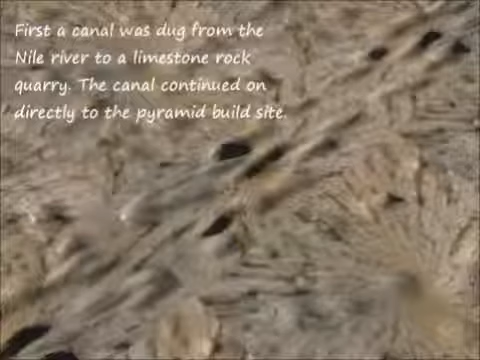 First a canal was dug from the
Nile river to a limestone rock
quarry. The canal continued on
directly to the pyramid build site.